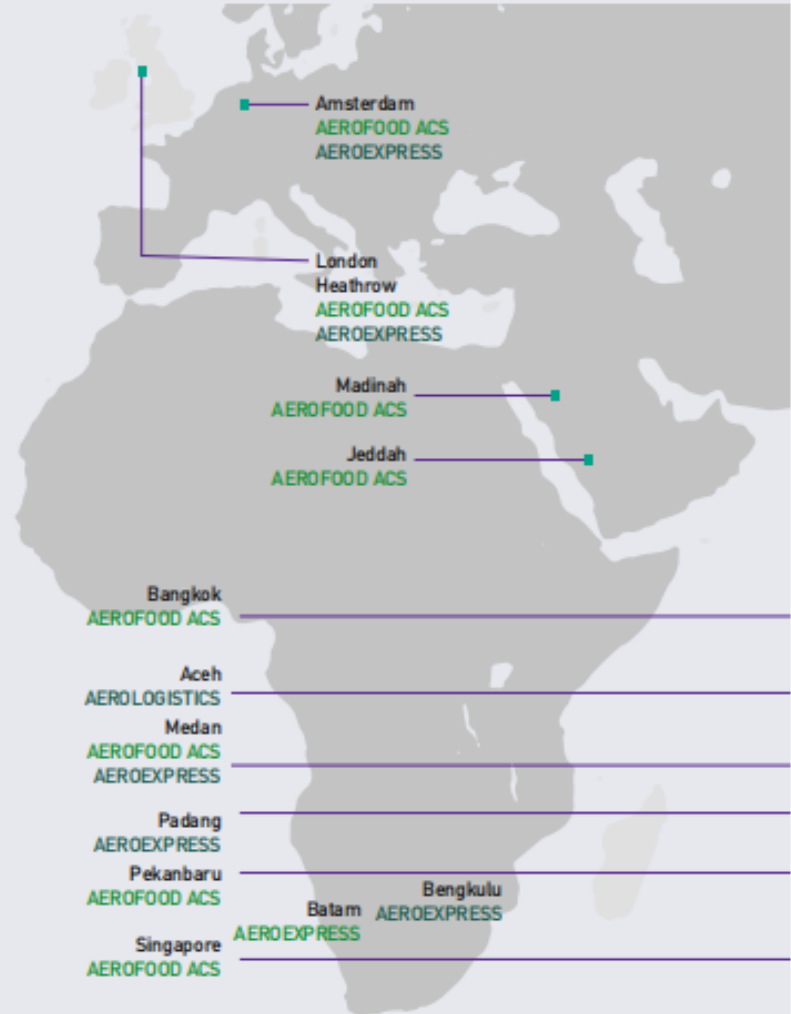 Amsterdam
AEROFOOD ACS
AEROEXPRESS
London
Heathrow
AEROFOOD ACS
AEROEXPRESS
Madinah
AEROFOOD ACS
Jeddah
AEROFOOD ACS
Bangkok
AEROFOOD ACS
Aceh
AEROLOGISTICS
Medan
AEROFOOD ACS
AEROEXPRESS
Padang
AEROEXPRESS
Pekanbaru
AEROFOOD ACS
Bengkulu
AEROEXPRESS
Batam
AEROEXPRESS
Singapore
AEROFOOD ACS